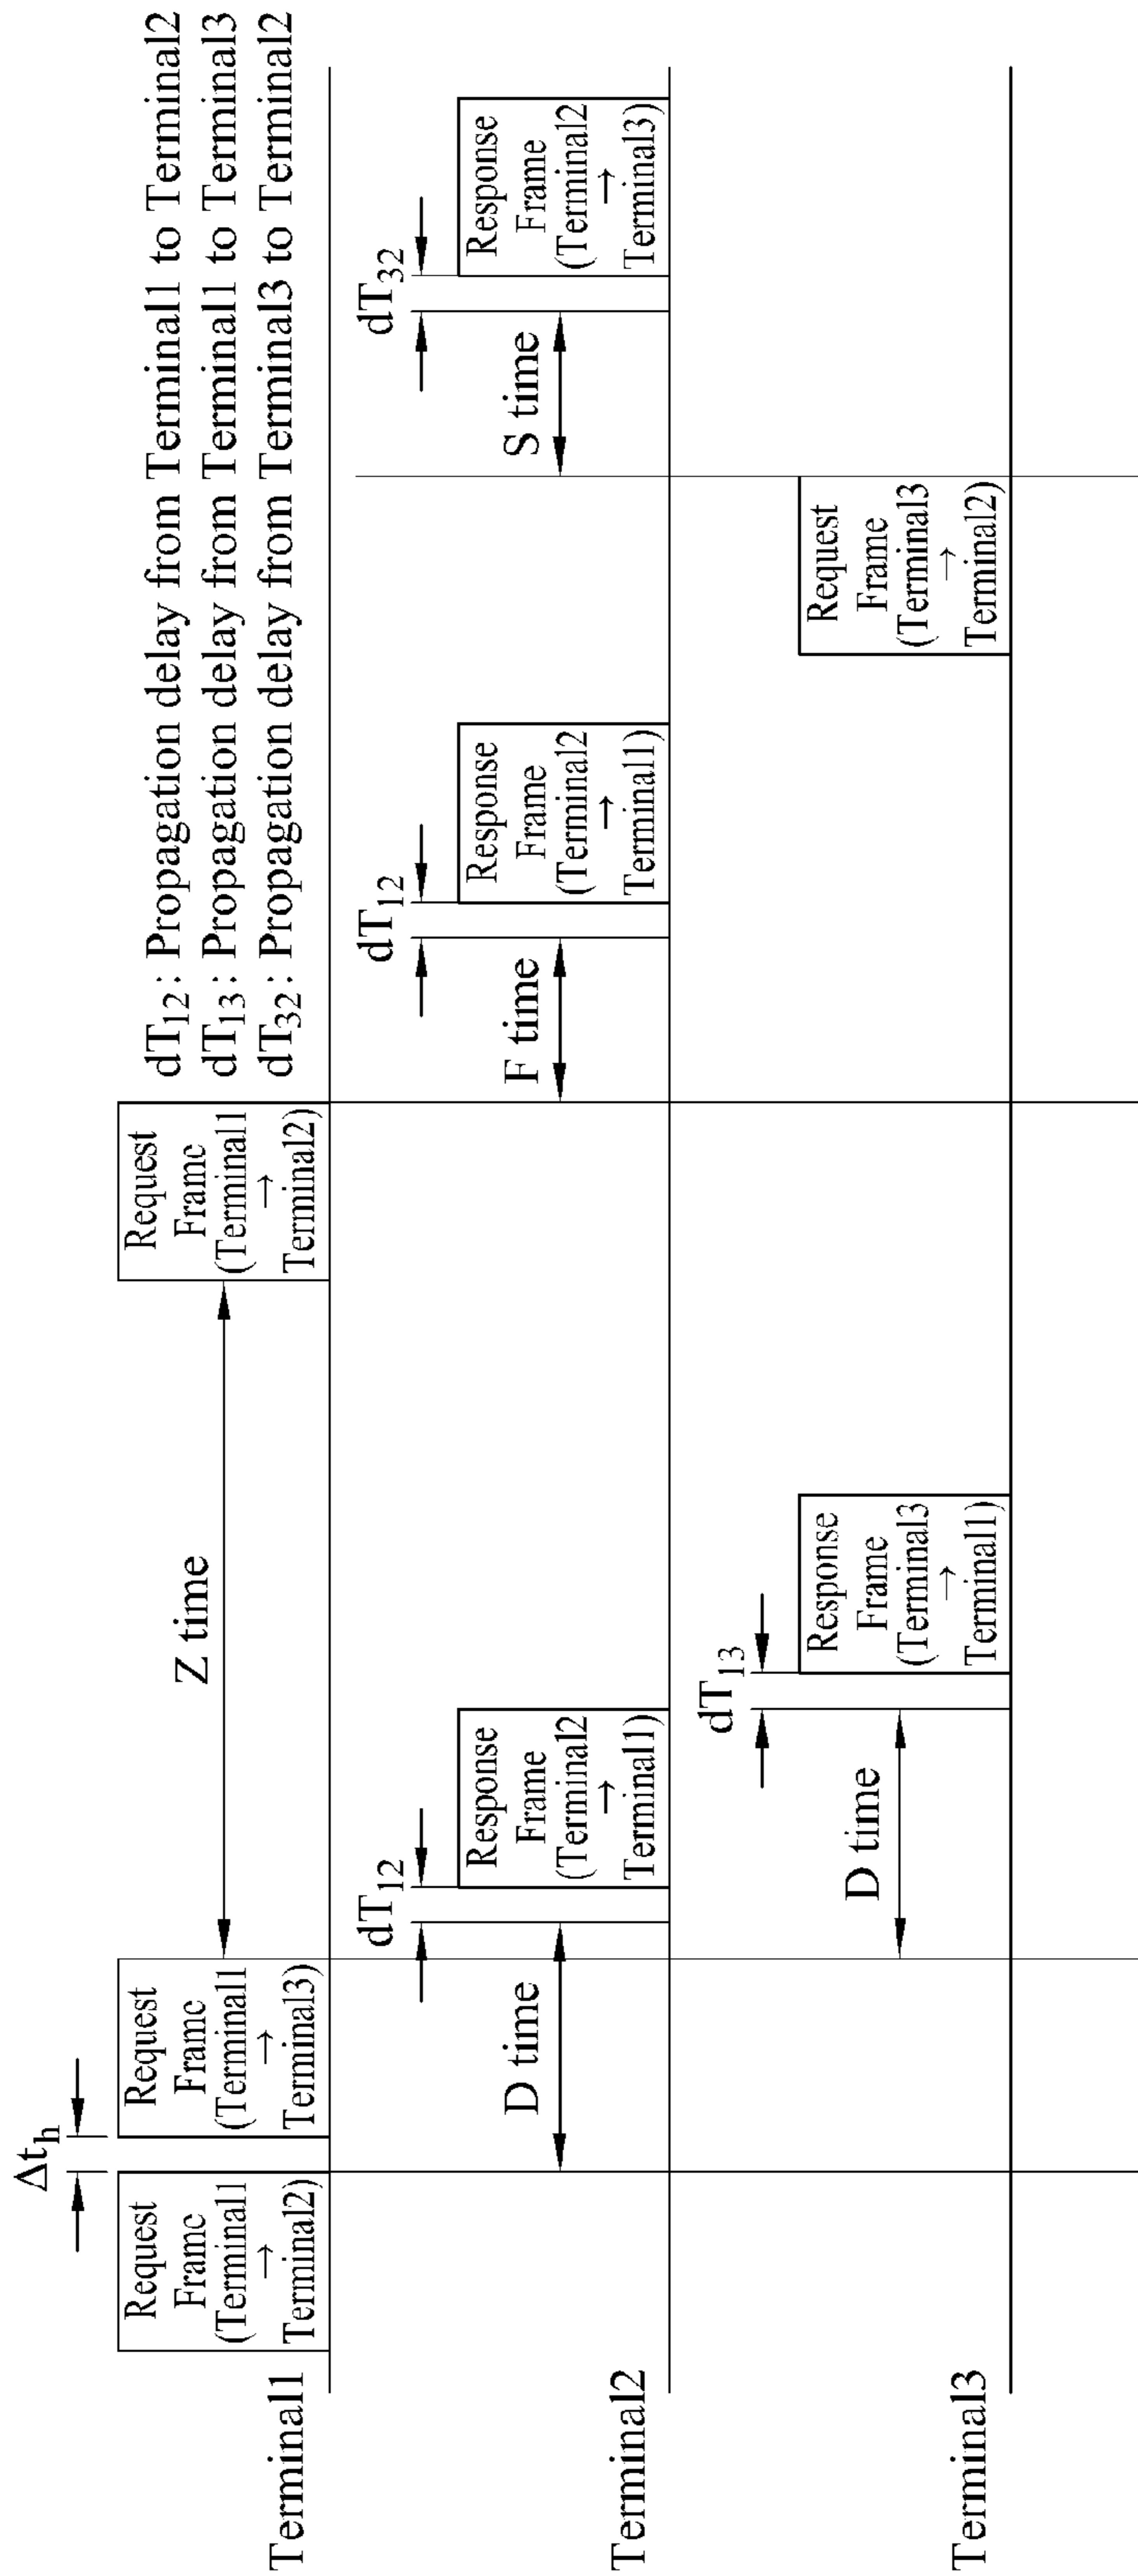 dT12: Propagation delay from Terminal1 to Terminal2
dT13: Propagation delay from Terminal1 to Terminal3
dT32: Propagation delay from Terminal3 to Terminal2
Δth
Terminal1
Request
Frame
(Terminal1
→
Terminal2)
Request
Frame
(Terminal1
→
Terminal3)
Z time
Request
Frame
(Terminal1
→
Terminal2)
Terminal2
D time
dT12
Response
Frame
(Terminal2
→
Terminal1)
F time
dT12
Response
Frame
(Terminal2
→
Terminal1)
S time
dT32
Response
Frame
(Terminal2
→
Terminal3)
Terminal3
D time
dT13
Response
Frame
(Terminal3
→
Terminal1)
Request
Frame
(Terminal3
→
Terminal2)